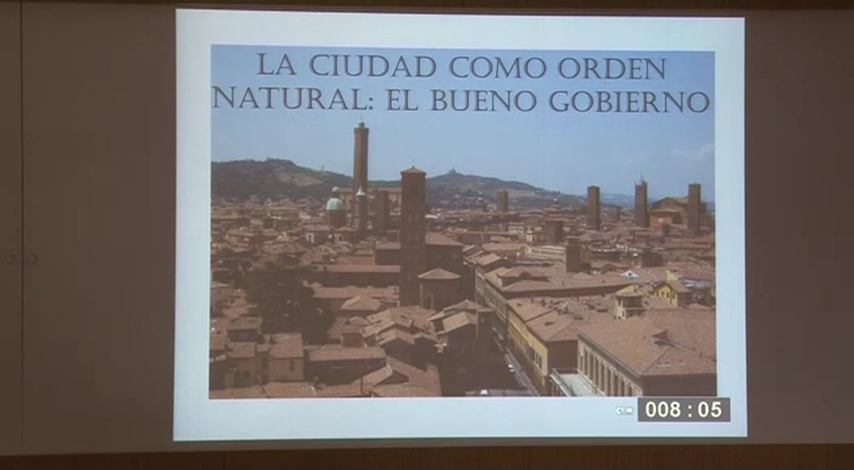 LA CIUDAD COMO ORDEN
NATURAL: EL BUENO GOBIERNO
008 : 05